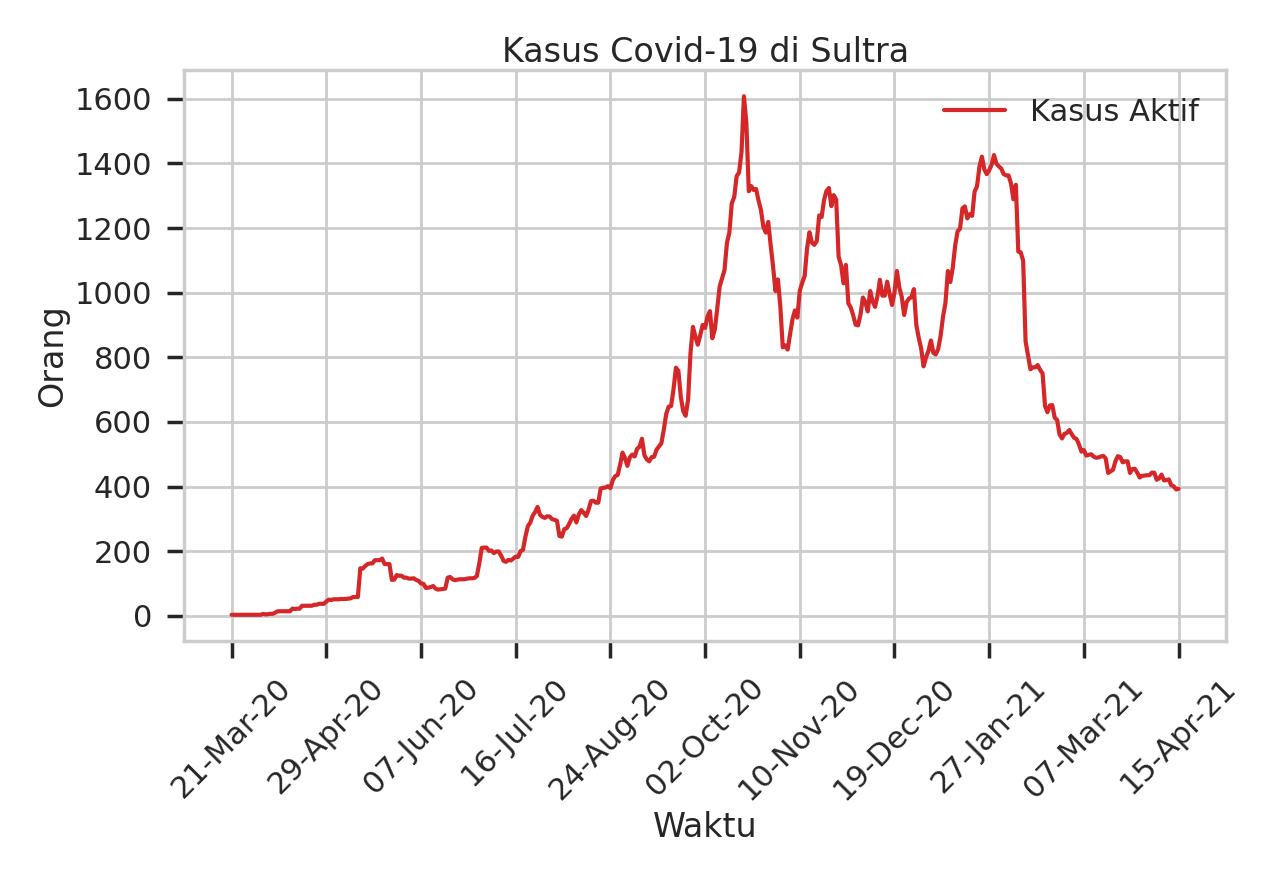 Kasus Covid-19 di Sultra
Kasus Aktif
1600
1400
1200
1000
800
600
400
200
0
Orang
21-Mar-20
29-Apr-20
07-Jun-20
16-Jul-20
24-Aug-20
02-Oct-20
10-Nov-20
19-Dec-20
27-Jan-21
07-Mar-21
15-Apr-21
Waktu